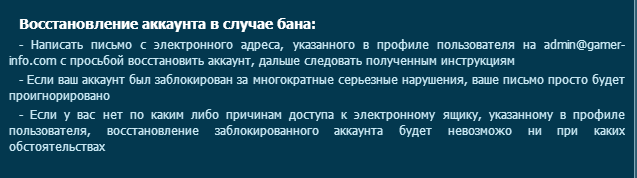 Восстановление аккаунта в случае бана:
- Написать письмо с электронного адреса, указанного в профиле пользователя на admin@gamer-
info.com с просьбой восстановить аккаунт, дальше следовать полученным инструкциям
- Если ваш аккаунт был заблокирован за многократные серьезные нарушения, ваше письмо просто будет
проигнорировано
- Если у вас нет по каким либо причинам доступа к электронному ящику, указанному в профиле
пользователя, восстановление заблокированного аккаунта будет невозможо ни при каких
обстоятельствах